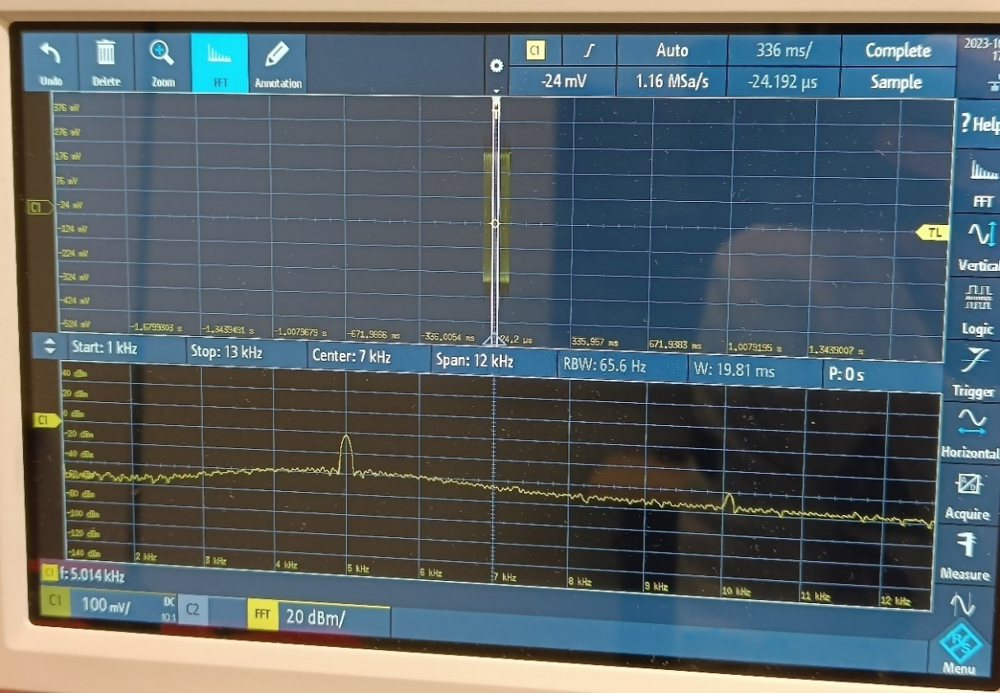 Undo Delete Zoom FFT Annotation
C1 Auto 336 ms/ Complete
-24 mV 1.16 MSa/s -24.192 µs Sample
376 mV
276 mV
176 mV
76 mV
-24 mV
-124 mV
-224 mV
-324 mV
-424 mV
-524 mV
C1
TL
-1.6799303 s -1.3439491 s -1.0079679 s -671.9866 ms -336.0054 ms -24.2 µs 335.957 ms 671.9383 ms 1.0079195 s 1.3439007 s
Start: 1 kHz Stop: 13 kHz Center: 7 kHz Span: 12 kHz RBW: 65.6 Hz W: 19.81 ms P: 0 s
40 dBm
20 dBm
0 dBm
-20 dBm
-40 dBm
-80 dBm
-100 dBm
-120 dBm
-140 dBm
C1
2 kHz 3 kHz 4 kHz 5 kHz 6 kHz 7 kHz 8 kHz 9 kHz 10 kHz 11 kHz 12 kHz
C1 f: 5.014 kHz
C1 100 mV/ DC 10:1 C2 FFT 20 dBm/
? Help
FFT
Vertical
Logic
Trigger
Horizontal
Acquire
Measure
R&S
Menu